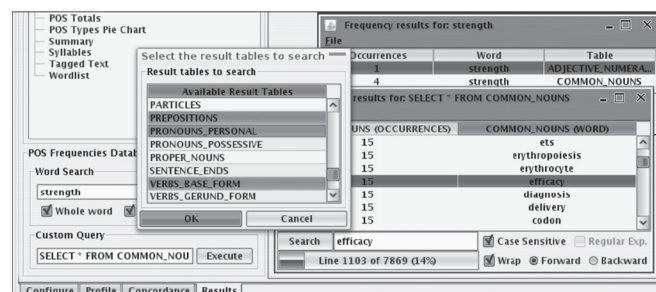 POS Totals
POS Types Pie Chart
Summary
Syllables
Tagged Text
Wordlist
POS Frequencies Datab
Word Search
strength
Whole word
Custom Query
SELECT * FROM COMMON_NOU Execute
Configure Profile Concordance Results
Select the result tables to search
Result tables to search
Available Result Tables
PARTICLES
PREPOSITIONS
PRONOUNS_PERSONAL
PRONOUNS_POSSESSIVE
PROPER_NOUNS
SENTENCE_ENDS
VERBS_BASE_FORM
VERBS_GERUND_FORM
OK Cancel
Frequency results for: strength
File
Occurrences Word Table
1 strength ADJECTIVE_NUMERA...
4 strength COMMON_NOUNS
results for: SELECT * FROM COMMON_NOUNS
UNS (OCCURRENCES) COMMON_NOUNS (WORD)
15 ets
15 erythropoiesis
15 erythrocyte
15 efficacy
15 diagnosis
15 delivery
15 codon
Search efficacy Case Sensitive Regular Exp.
Line 1103 of 7869 (14%) Wrap Forward Backward